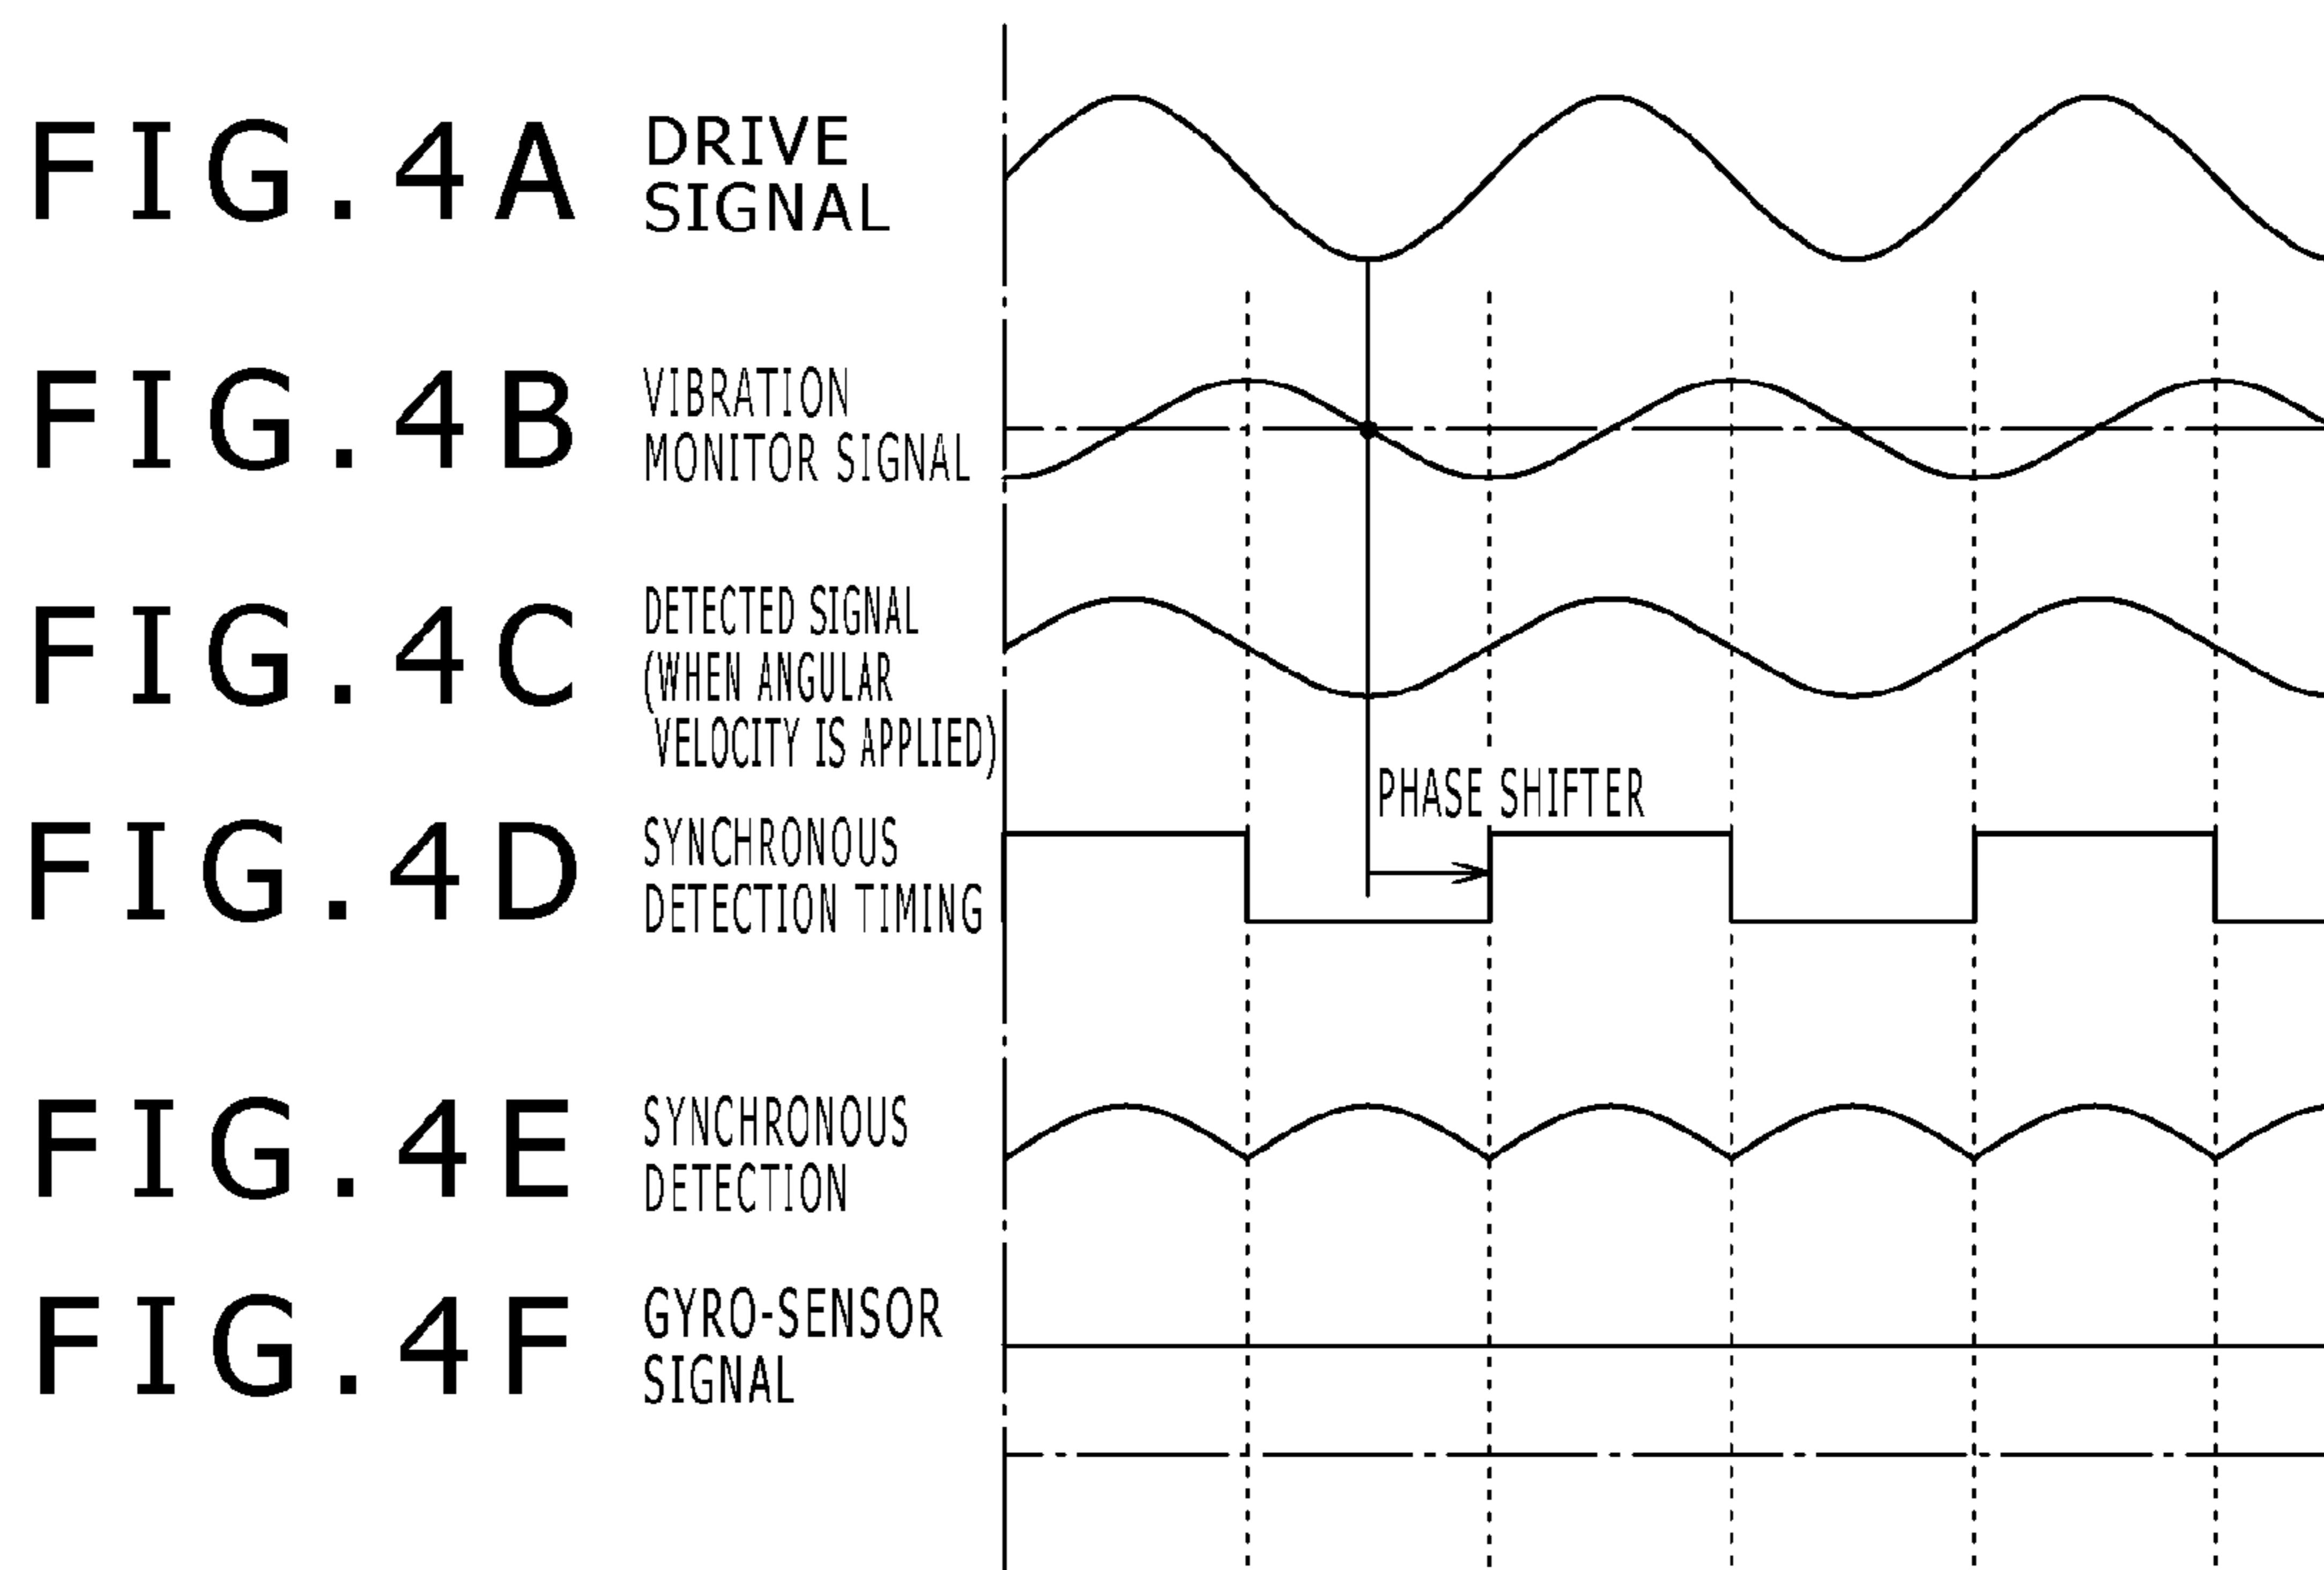 FIG.4A
DRIVE
SIGNAL
FIG.4B
VIBRATION
MONITOR SIGNAL
FIG.4C
DETECTED SIGNAL
(WHEN ANGULAR
VELOCITY IS APPLIED)
PHASE SHIFTER
FIG.4D
SYNCHRONOUS
DETECTION TIMING
FIG.4E
SYNCHRONOUS
DETECTION
FIG.4F
GYRO-SENSOR
SIGNAL